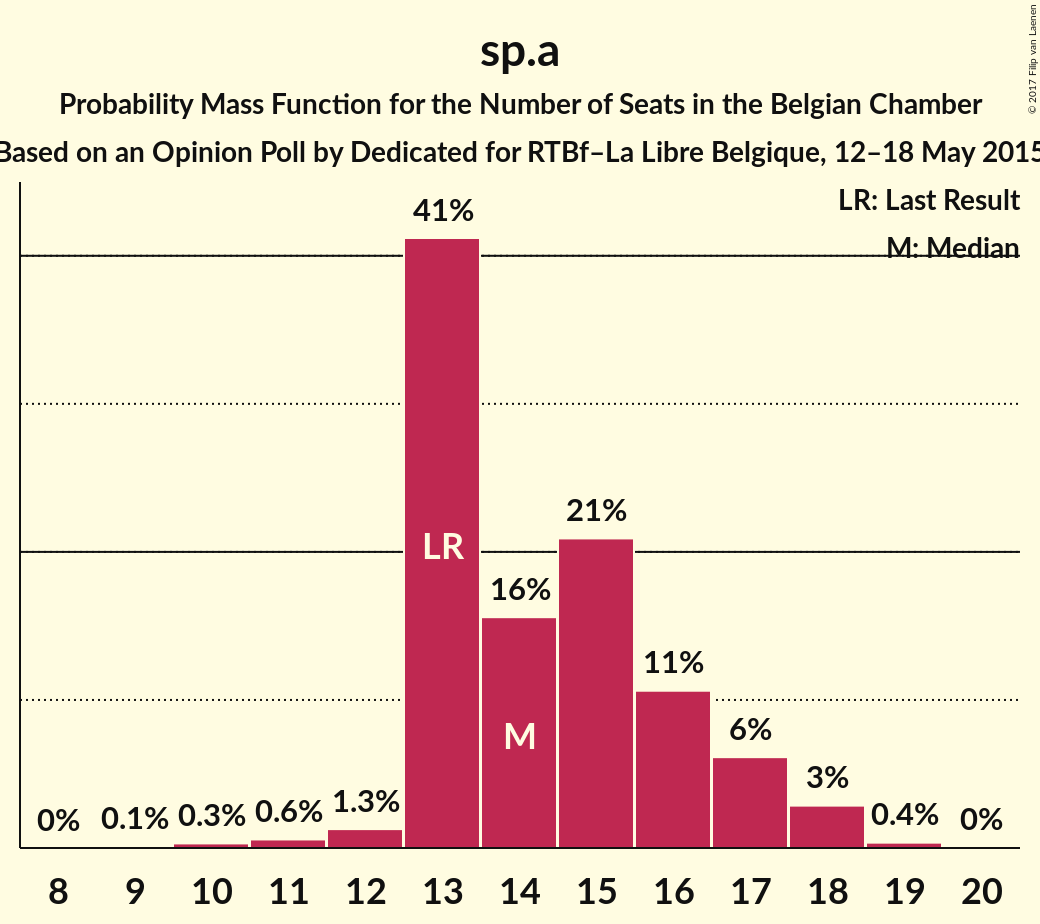 sp.a
Probability Mass Function for the Number of Seats in the Belgian Chamber
Based on an Opinion Poll by Dedicated for RTBf–La Libre Belgique, 12–18 May 2015
© 2017 Filip van Laenen
LR: Last Result
M: Median
41%
21%
LR
16%
11%
M
6%
3%
1.3%
0% 0.1% 0.3% 0.6% 0.4% 0%
8 9 10 11 12 13 14 15 16 17 18 19 20